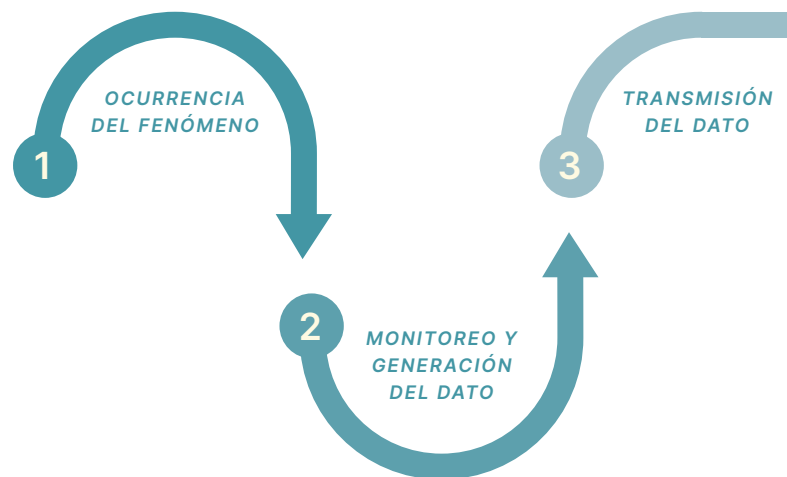 1
OCURRENCIA
DEL FENÓMENO
2
MONITOREO Y
GENERACIÓN
DEL DATO
3
TRANSMISIÓN
DEL DATO